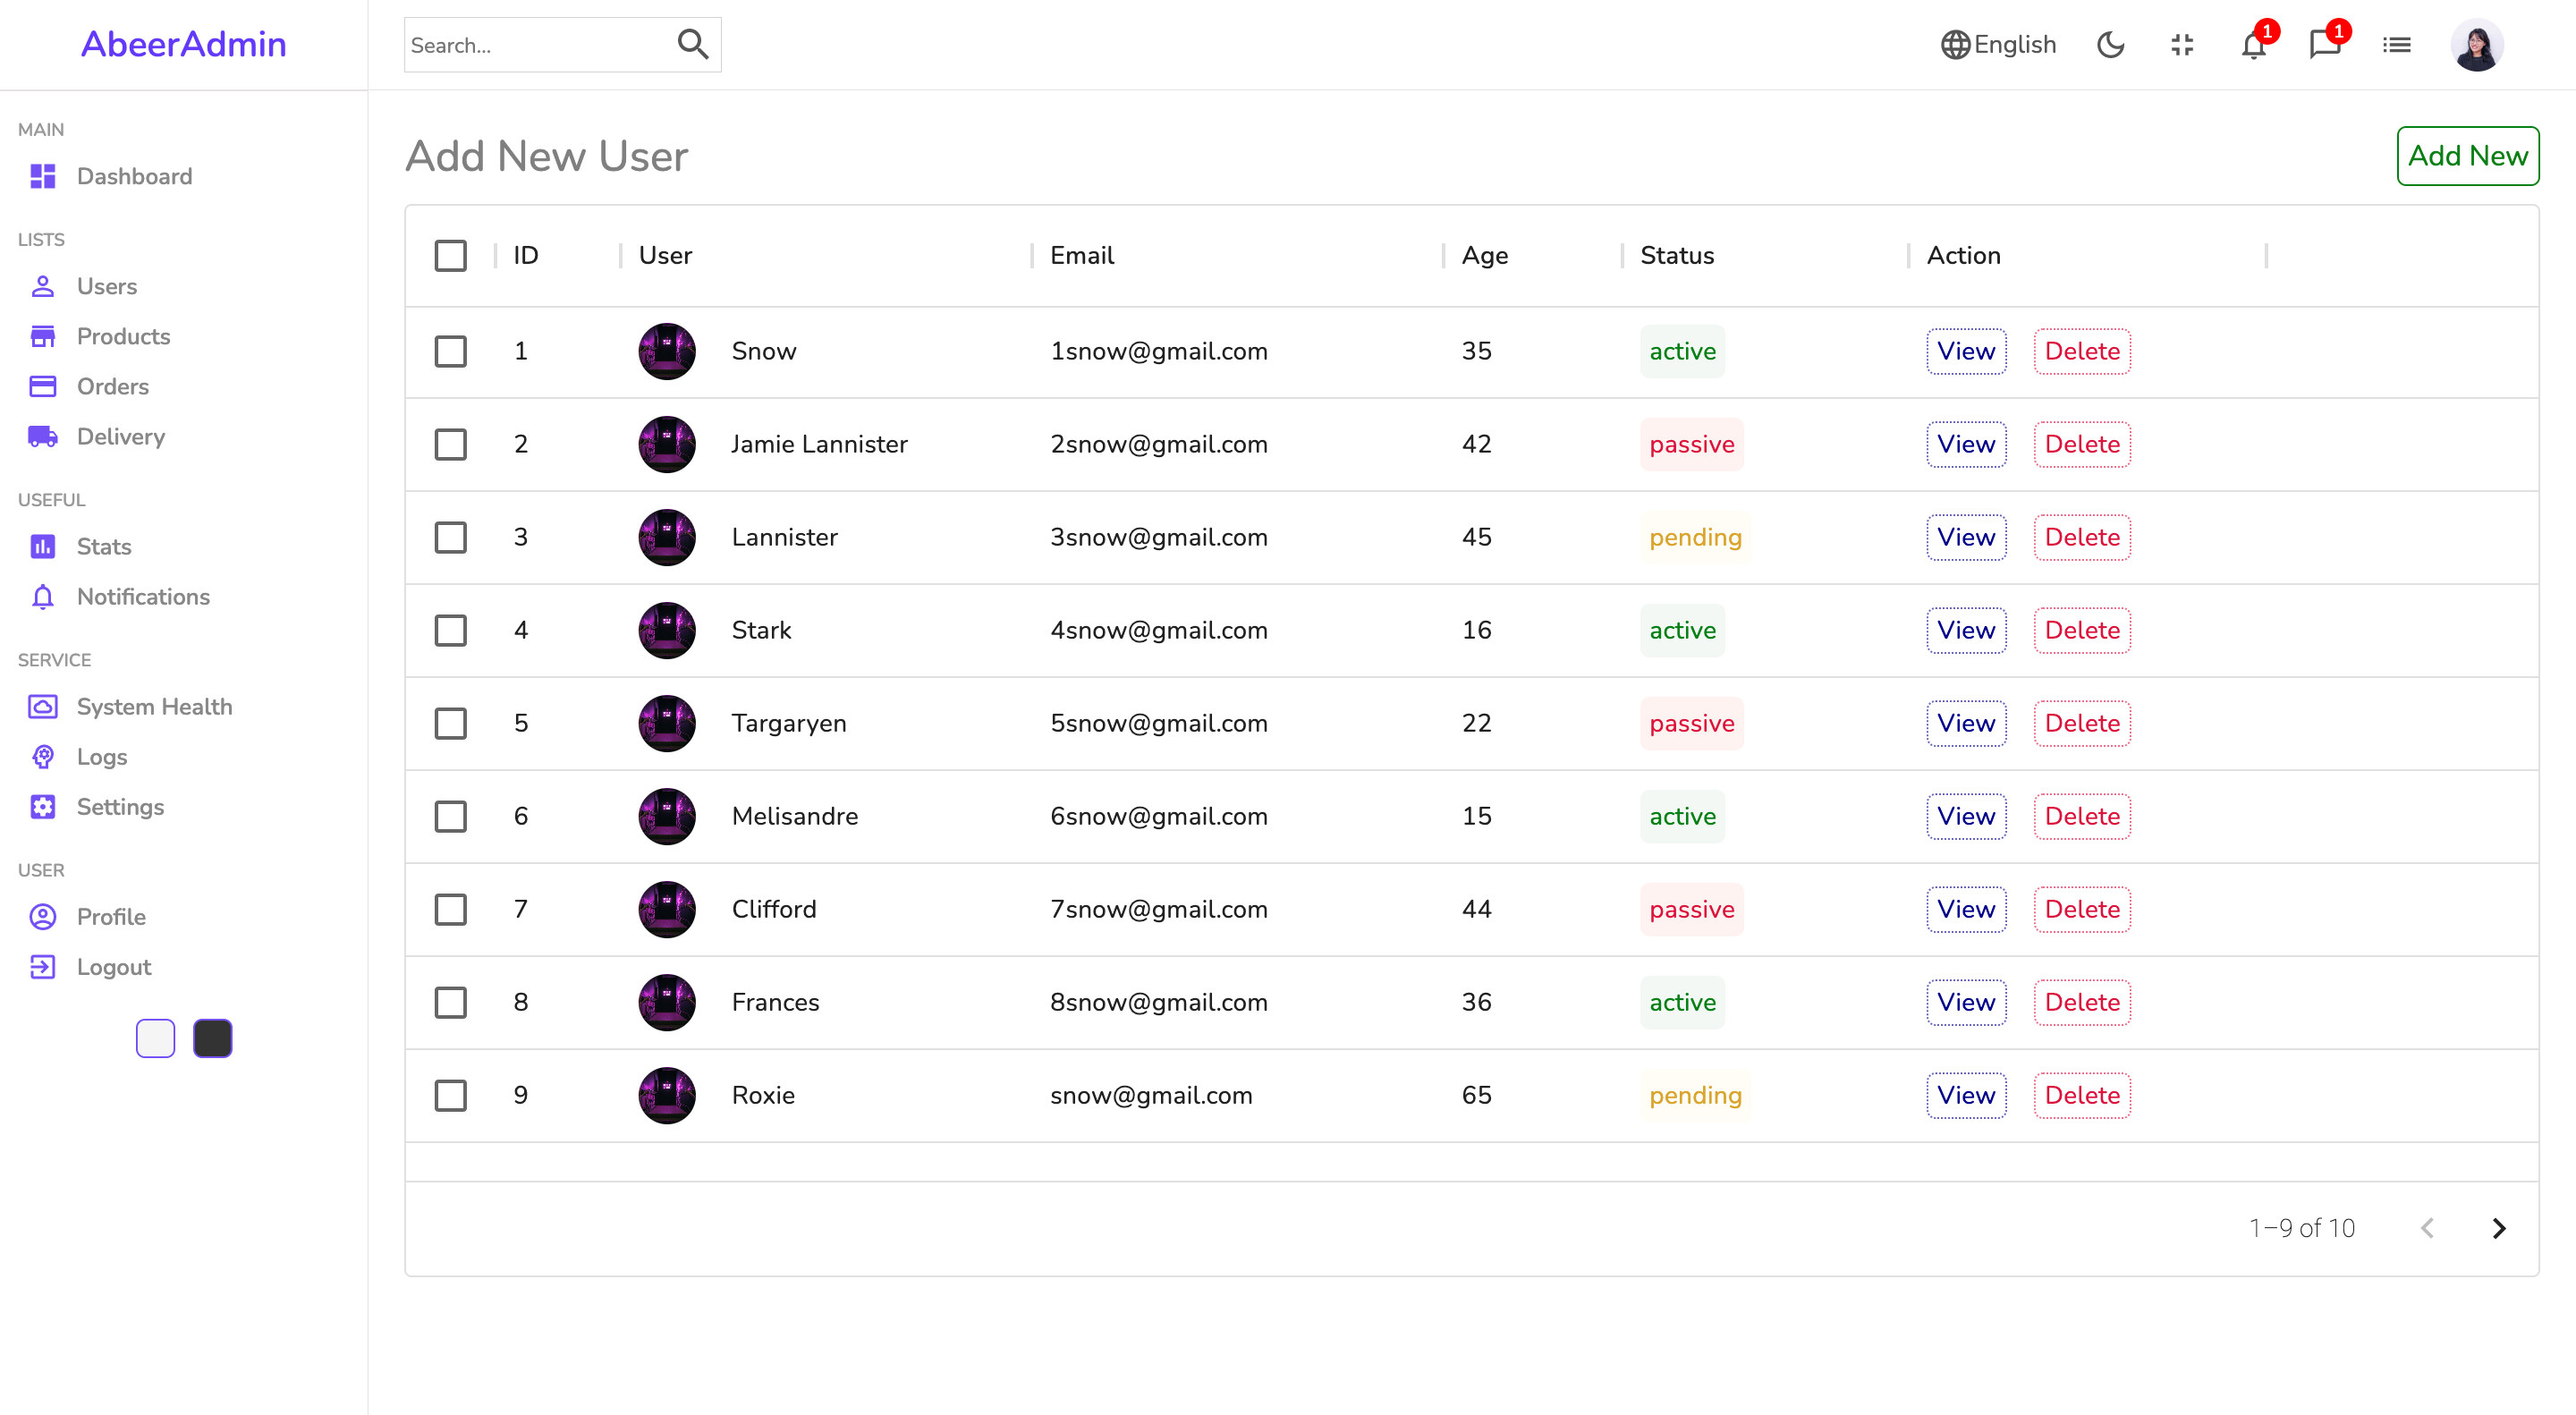 AbeerAdmin
Search...
English
1
1
MAIN
Dashboard
LISTS
Users
Products
Orders
Delivery
USEFUL
Stats
Notifications
SERVICE
System Health
Logs
Settings
USER
Profile
Logout
Add New User
Add New
ID User Email Age Status Action
1 Snow 1snow@gmail.com 35 active View Delete
2 Jamie Lannister 2snow@gmail.com 42 passive View Delete
3 Lannister 3snow@gmail.com 45 pending View Delete
4 Stark 4snow@gmail.com 16 active View Delete
5 Targaryen 5snow@gmail.com 22 passive View Delete
6 Melisandre 6snow@gmail.com 15 active View Delete
7 Clifford 7snow@gmail.com 44 passive View Delete
8 Frances 8snow@gmail.com 36 active View Delete
9 Roxie snow@gmail.com 65 pending View Delete
1–9 of 10